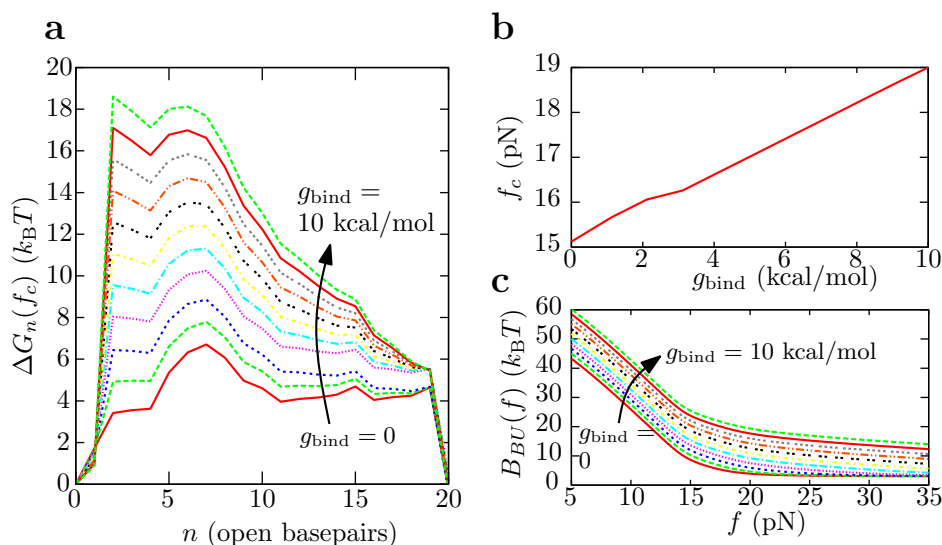 a
ΔGₙ(f_c) (k_BT)
20
18
16
14
12
10
8
6
4
2
0
0 5 10 15 20
n (open basepairs)
g_bind =
10 kcal/mol
g_bind = 0
b
f_c (pN)
19
18
17
16
15
0 2 4 6 8 10
g_bind (kcal/mol)
c
B_BU(f) (k_BT)
60
50
40
30
20
10
0
g_bind = 10 kcal/mol
g_bind =
0
5 10 15 20 25 30 35
f (pN)